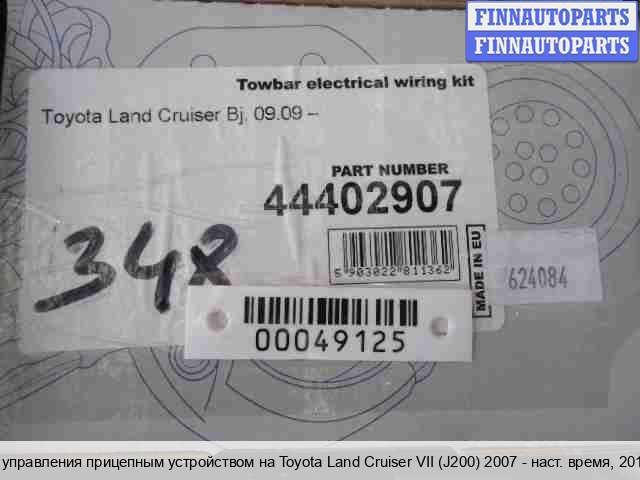 FINNAUTOPARTS
FINNAUTOPARTS
Towbar electrical wiring kit
Toyota Land Cruiser Bj. 09.09 –
PART NUMBER
44402907
348
5 903022 811362
MADE IN EU
624084
00049125
управления прицепным устройством на Toyota Land Cruiser VII (J200) 2007 - наст. время, 201